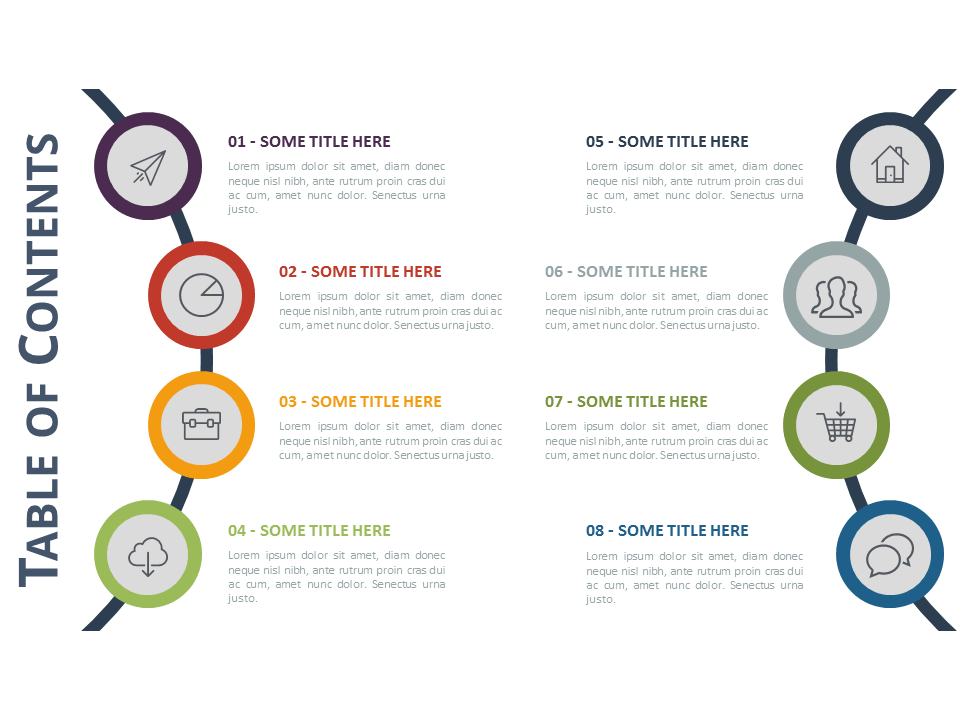 TABLE OF CONTENTS
01 - SOME TITLE HERE
Lorem ipsum dolor sit amet, diam donec
neque nisl nibh, ante rutrum proin cras dui
ac cum, amet nunc dolor. Senectus urna
justo.
02 - SOME TITLE HERE
Lorem ipsum dolor sit amet, diam donec
neque nisl nibh, ante rutrum proin cras dui ac
cum, amet nunc dolor. Senectus urna justo.
03 - SOME TITLE HERE
Lorem ipsum dolor sit amet, diam donec
neque nisl nibh, ante rutrum proin cras dui ac
cum, amet nunc dolor. Senectus urna justo.
04 - SOME TITLE HERE
Lorem ipsum dolor sit amet, diam donec
neque nisl nibh, ante rutrum proin cras dui
ac cum, amet nunc dolor. Senectus urna
justo.
05 - SOME TITLE HERE
Lorem ipsum dolor sit amet, diam donec
neque nisl nibh, ante rutrum proin cras dui
ac cum, amet nunc dolor. Senectus urna
justo.
06 - SOME TITLE HERE
Lorem ipsum dolor sit amet, diam donec
neque nisl nibh, ante rutrum proin cras dui ac
cum, amet nunc dolor. Senectus urna justo.
07 - SOME TITLE HERE
Lorem ipsum dolor sit amet, diam donec
neque nisl nibh, ante rutrum proin cras dui ac
cum, amet nunc dolor. Senectus urna justo.
08 - SOME TITLE HERE
Lorem ipsum dolor sit amet, diam donec
neque nisl nibh, ante rutrum proin cras dui
ac cum, amet nunc dolor. Senectus urna
justo.